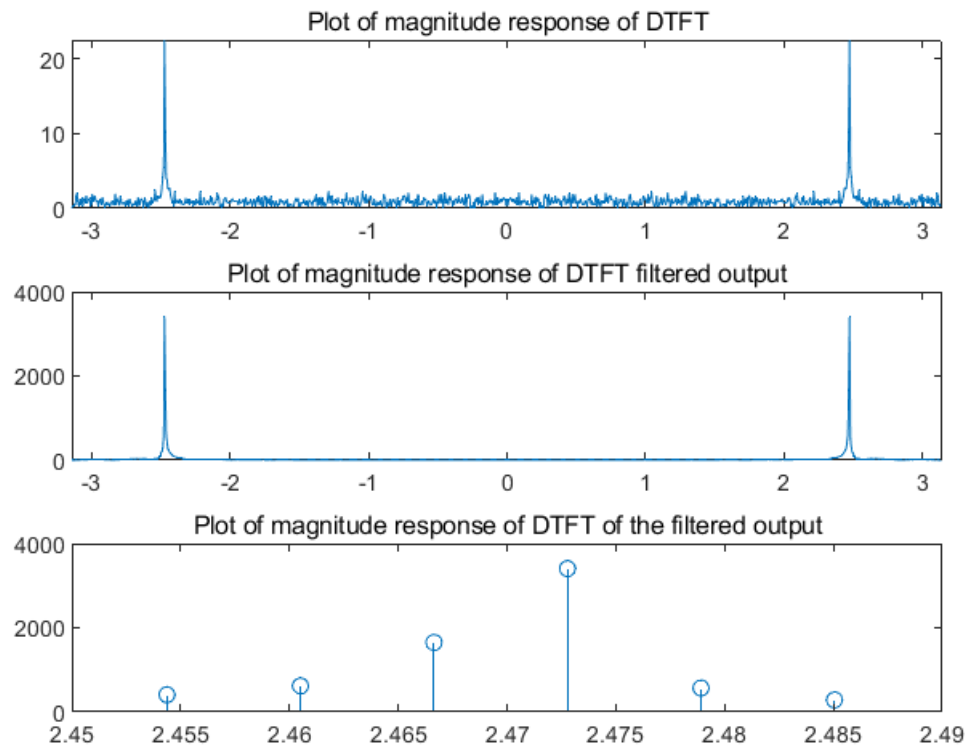 Plot of magnitude response of DTFT
20
10
0
-3 -2 -1 0 1 2 3
Plot of magnitude response of DTFT filtered output
4000
2000
0
-3 -2 -1 0 1 2 3
Plot of magnitude response of DTFT of the filtered output
4000
2000
0
2.45 2.455 2.46 2.465 2.47 2.475 2.48 2.485 2.49